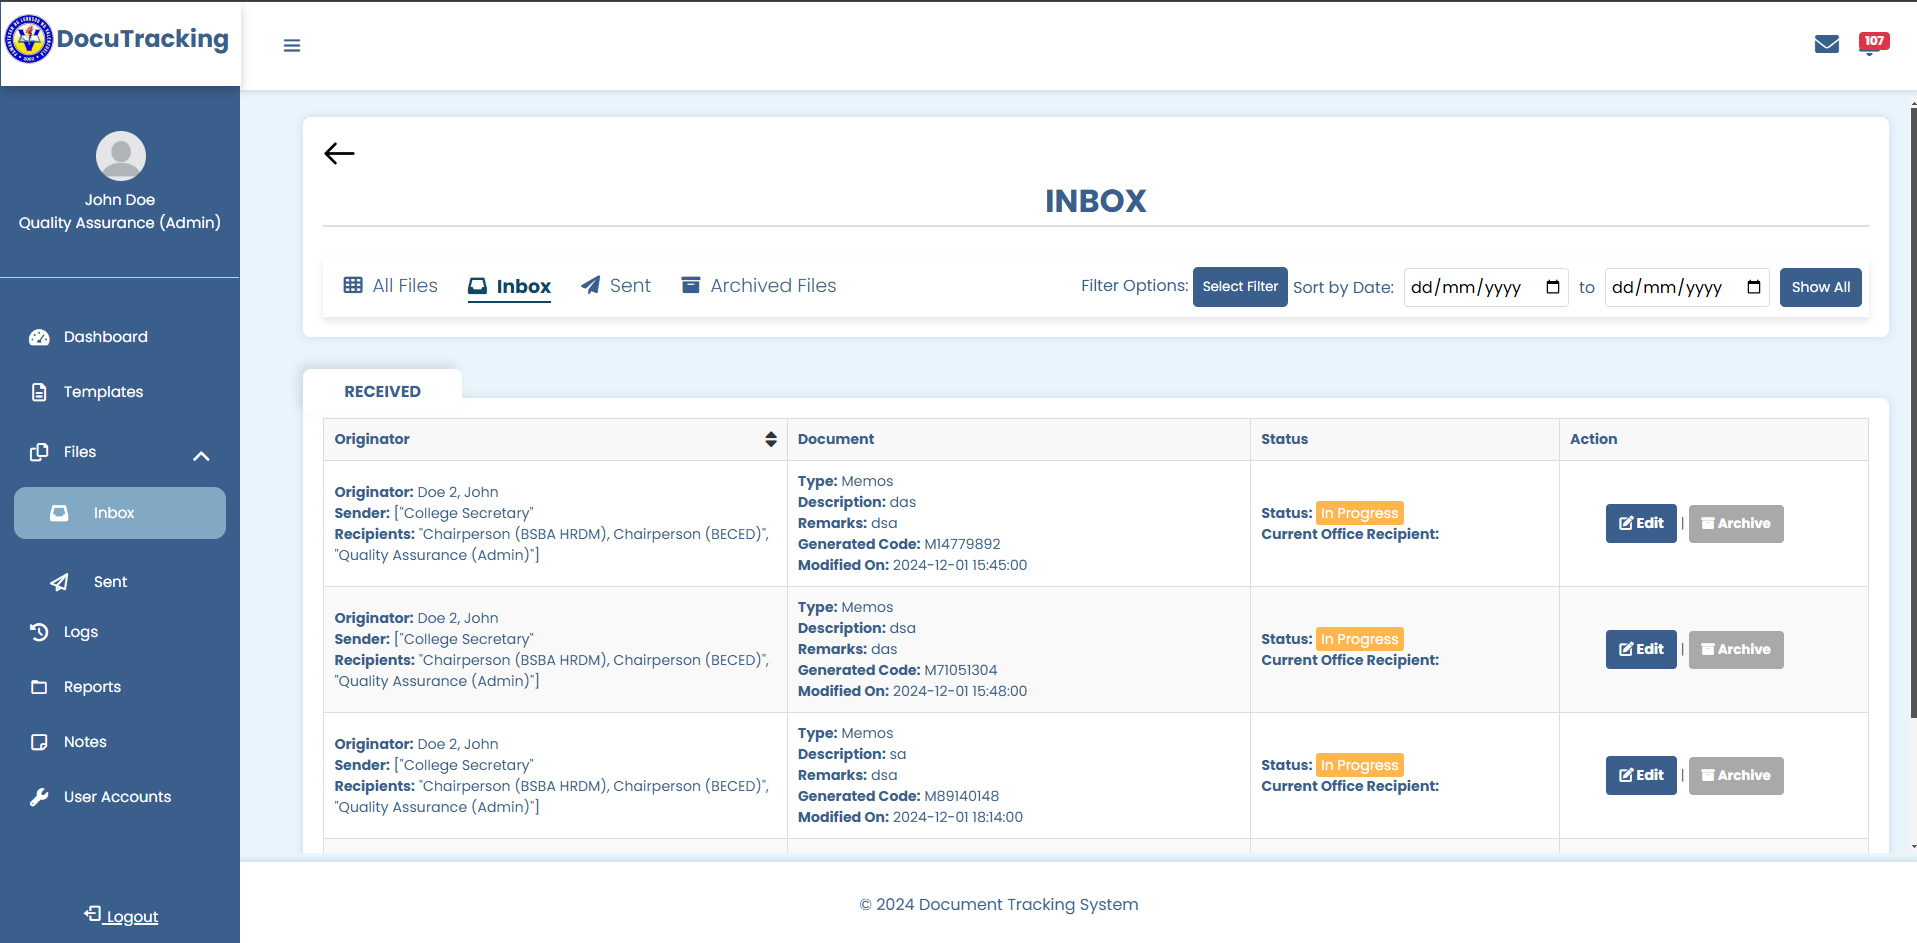 DocuTracking
107
John Doe
Quality Assurance (Admin)
Dashboard
Templates
Files
Inbox
Sent
Logs
Reports
Notes
User Accounts
Logout
INBOX
All Files Inbox Sent Archived Files Filter Options: Select Filter Sort by Date: dd/mm/yyyy to dd/mm/yyyy Show All
RECEIVED
Originator Document Status Action
Originator: Doe 2, John
Sender: ["College Secretary"
Recipients: "Chairperson (BSBA HRDM), Chairperson (BECED)",
"Quality Assurance (Admin)"]
Type: Memos
Description: das
Remarks: dsa
Generated Code: M14779892
Modified On: 2024-12-01 15:45:00
Status: In Progress
Current Office Recipient:
Edit | Archive
Originator: Doe 2, John
Sender: ["College Secretary"
Recipients: "Chairperson (BSBA HRDM), Chairperson (BECED)",
"Quality Assurance (Admin)"]
Type: Memos
Description: dsa
Remarks: das
Generated Code: M71051304
Modified On: 2024-12-01 15:48:00
Status: In Progress
Current Office Recipient:
Edit | Archive
Originator: Doe 2, John
Sender: ["College Secretary"
Recipients: "Chairperson (BSBA HRDM), Chairperson (BECED)",
"Quality Assurance (Admin)"]
Type: Memos
Description: sa
Remarks: dsa
Generated Code: M89140148
Modified On: 2024-12-01 18:14:00
Status: In Progress
Current Office Recipient:
Edit | Archive
© 2024 Document Tracking System